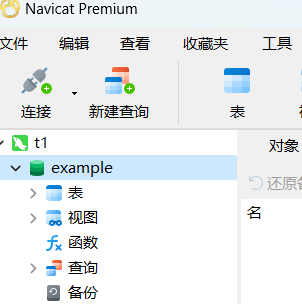 Navicat Premium
文件 编辑 查看 收藏夹 工具
连接 新建查询 表
t1 对象
example
表 还原
视图 名
函数
查询
备份